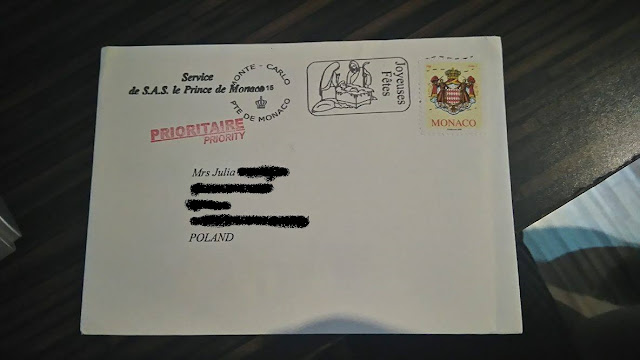 Service
de S.A.S. le Prince de Monaco
MONTE - CARLO
15
PTE DE MONACO
Joyeuses
Fêtes
MONACO
PRIORITAIRE
PRIORITY
Mrs Julia
POLAND